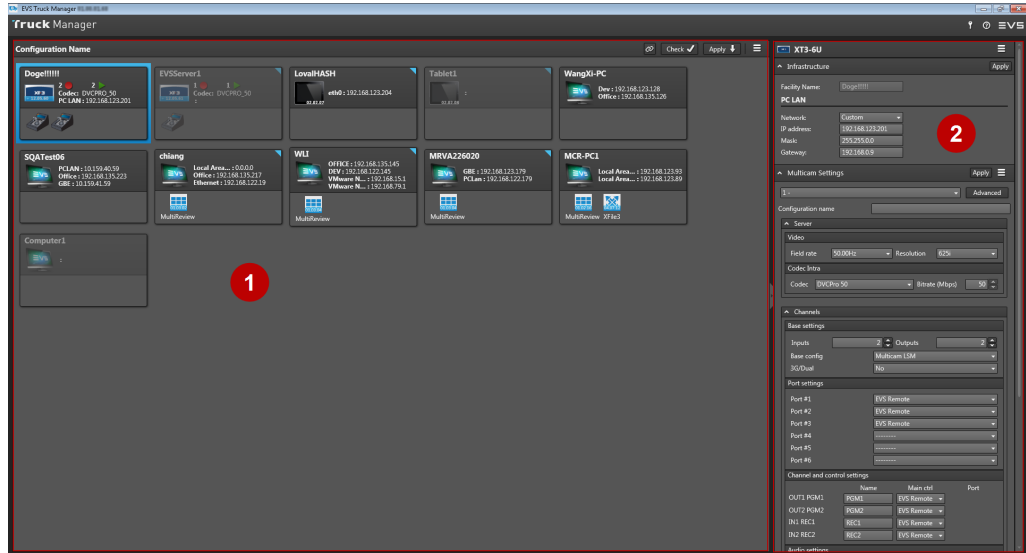 EVS Truck Manager
Truck Manager
EVS
Configuration Name
Check
Apply
Doge!!!!!!
2 2
XT3
Codec: DVCPRO_50
PC LAN : 192.168.123.201
EVSServer1
1 1
XT3
Codec: DVCPRO_50
:
LovalHASH
eth0 : 192.168.123.204
Tablet1
:
WangXi-PC
EVS
Dev : 192.168.123.128
Office : 192.168.135.126
SQATest06
EVS
PCLAN : 10.159.40.59
Office : 192.168.135.223
GBE : 10.159.41.59
chiang
EVS
Local Area... : 0.0.0.0
Office : 192.168.135.217
Ethernet : 192.168.122.19
MultiReview
WLI
EVS
OFFICE : 192.168.135.145
DEV : 192.168.122.145
VMware N... : 192.168.15.1
VMware N... : 192.168.79.1
MultiReview
MRVA226020
EVS
GBE : 192.168.123.179
PCLan : 192.168.122.179
MultiReview
MCR-PC1
EVS
Local Area... : 192.168.123.93
Local Area... : 192.168.123.89
MultiReview XFile3
Computer1
EVS
:
1
XT3-6U
Infrastructure
Apply
Facility Name: Doge!!!!!
PC LAN
Network: Custom
IP address: 192.168.123.201
Mask: 255.255.0.0
Gateway: 192.168.0.9
2
Multicam Settings
Apply
1 -
Advanced
Configuration name
Server
Video
Field rate 50.00Hz Resolution 625i
Codec Intra
Codec DVCPro 50 Bitrate (Mbps) 50
Channels
Base settings
Inputs 2 Outputs 2
Base config Multicam LSM
3G/Dual No
Port settings
Port #1 EVS Remote
Port #2 EVS Remote
Port #3 EVS Remote
Port #4 --------
Port #5 --------
Port #6 --------
Channel and control settings
Name Main ctrl Port
OUT1 PGM1 PGM1 EVS Remote
OUT2 PGM2 PGM2 EVS Remote
IN1 REC1 REC1 EVS Remote
IN2 REC2 REC2 EVS Remote
Audio settings